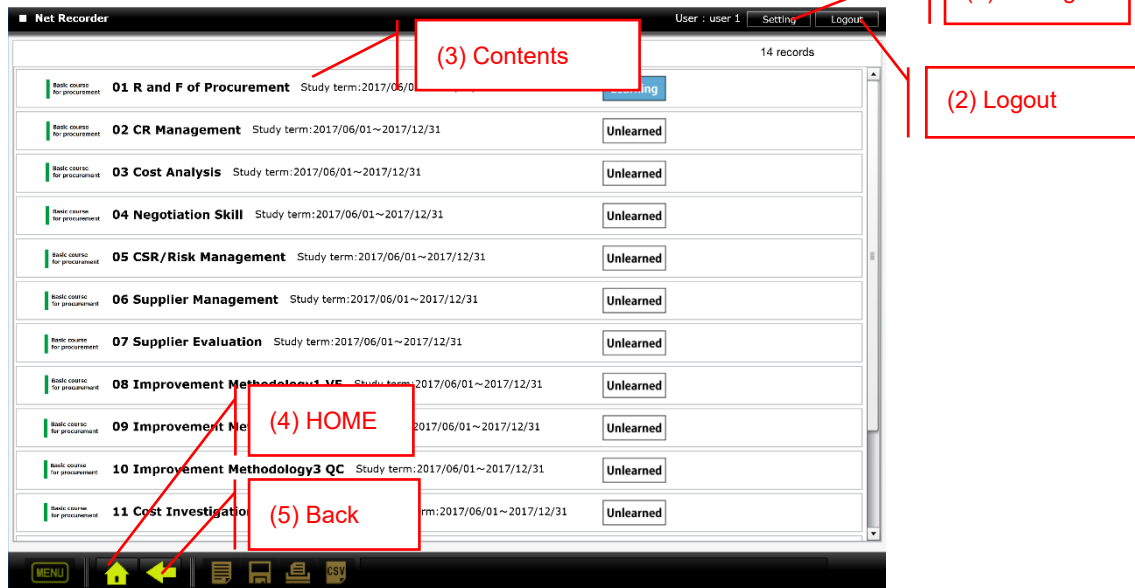 ■ Net Recorder
User : user 1
Setting
Logout
(3) Contents
14 records
(2) Logout
Basic course
for procurement
01 R and F of Procurement Study term:2017/06/0
Basic course
for procurement
02 CR Management Study term:2017/06/01~2017/12/31
Unlearned
Basic course
for procurement
03 Cost Analysis Study term:2017/06/01~2017/12/31
Unlearned
Basic course
for procurement
04 Negotiation Skill Study term:2017/06/01~2017/12/31
Unlearned
Basic course
for procurement
05 CSR/Risk Management Study term:2017/06/01~2017/12/31
Unlearned
Basic course
for procurement
06 Supplier Management Study term:2017/06/01~2017/12/31
Unlearned
Basic course
for procurement
07 Supplier Evaluation Study term:2017/06/01~2017/12/31
Unlearned
Basic course
for procurement
08 Improvement Methodology1 VE Study term:2017/06/01~2017/12/31
Unlearned
(4) HOME
Basic course
for procurement
09 Improvement 017/06/01~2017/12/31
Unlearned
Basic course
for procurement
10 Improvement Methodology3 QC Study term:2017/06/01~2017/12/31
Unlearned
(5) Back
Basic course
for procurement
11 Cost Investigation rm:2017/06/01~2017/12/31
Unlearned
MENU
CSV